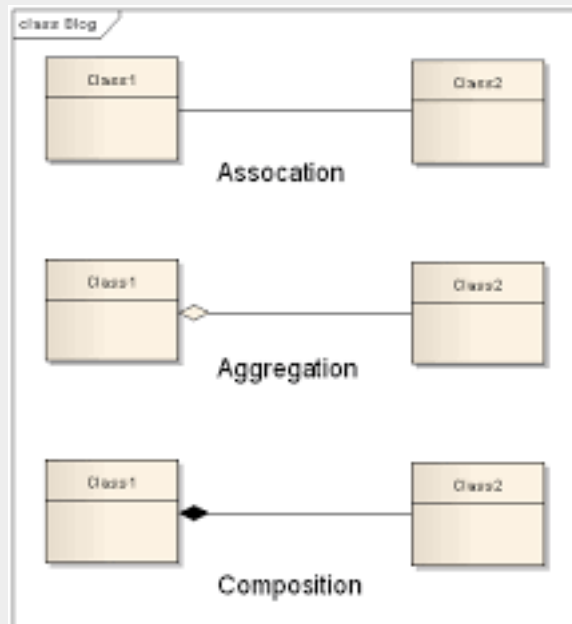 class Blog
Class1
Class2
Assocation
Class1
Class2
Aggregation
Class1
Class2
Composition